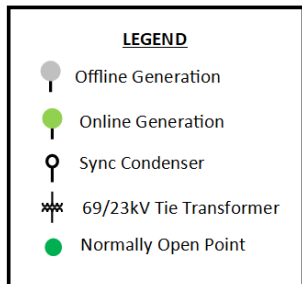 LEGEND
Offline Generation
Online Generation
Sync Condenser
69/23kV Tie Transformer
Normally Open Point